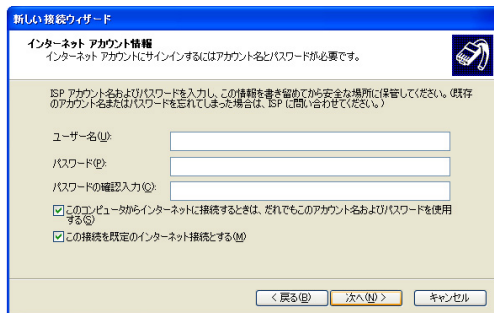 新しい接続ウィザード
インターネット アカウント情報
インターネット アカウントにサインインするにはアカウント名とパスワードが必要です。
ISP アカウント名およびパスワードを入力し、この情報を書き留めてから安全な場所に保管してください。(既存
のアカウント名またはパスワードを忘れてしまった場合は、ISP に問い合わせてください。)
ユーザー名(U):
パスワード(P):
パスワードの確認入力(C):
このコンピュータからインターネットに接続するときは、だれでもこのアカウント名およびパスワードを使用
する(S)
この接続を既定のインターネット接続とする(M)
< 戻る(B) 次へ(N) > キャンセル